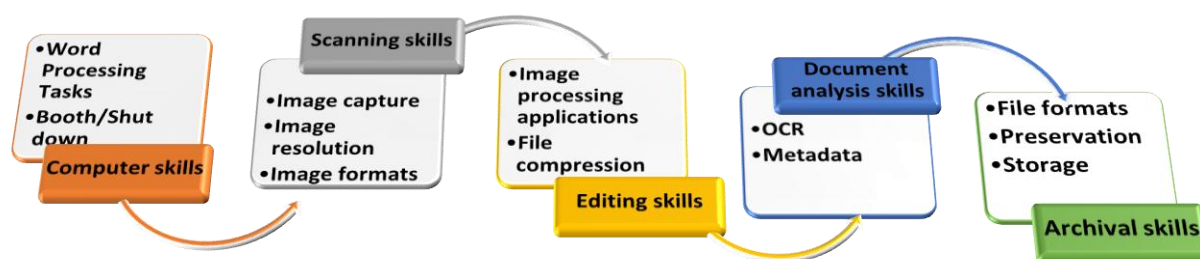 •Word
Processing
Tasks
•Booth/Shut
down
Computer skills
Scanning skills
•Image capture
•Image
resolution
•Image formats
•Image
processing
applications
•File
compression
Editing skills
Document
analysis skills
•OCR
•Metadata
•File formats
•Preservation
•Storage
Archival skills